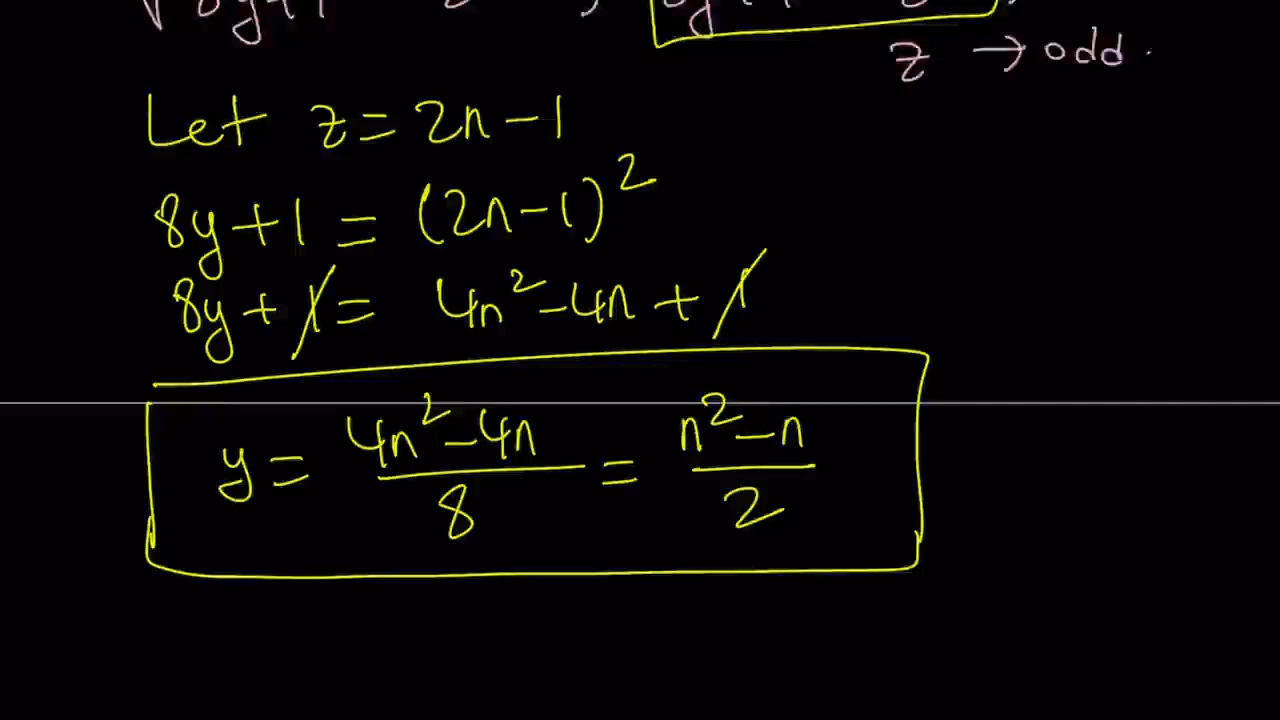 z → odd.
Let z = 2n - 1
8y + 1 = (2n - 1)²
8y + 1 = 4n² - 4n + 1
y = (4n² - 4n)/8 = (n² - n)/2